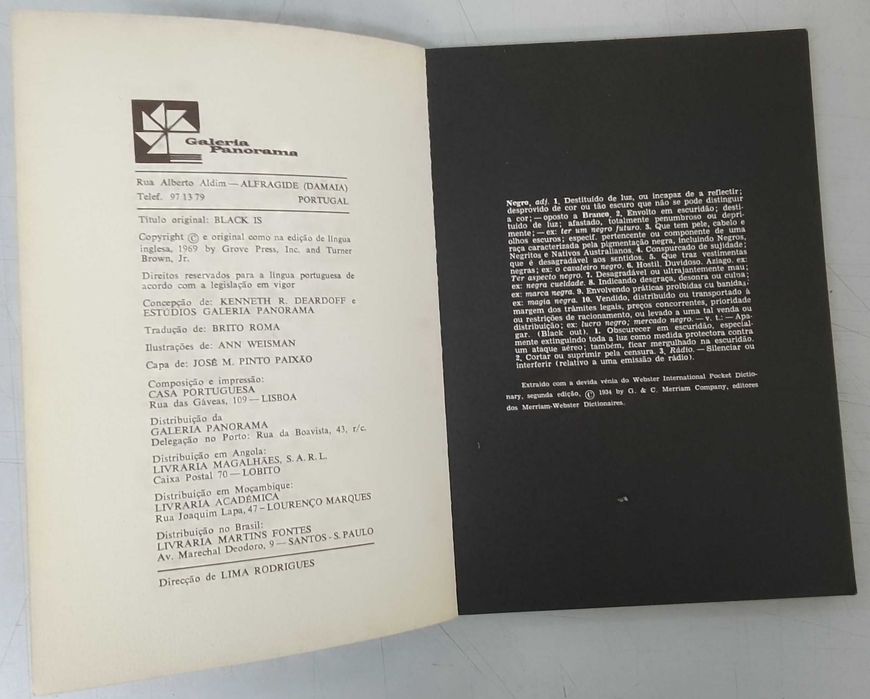 Galeria
Panorama
Rua Alberto Aldim — ALFRAGIDE (DAMAIA)
Telef. 97 13 79 PORTUGAL
Título original: BLACK IS
Copyright © e original como na edição de língua
inglesa, 1969 by Grove Press, Inc. and Turner
Brown, Jr.
Direitos reservados para a língua portuguesa de
acordo com a legislação em vigor
Concepção de: KENNETH R. DEARDOFF e
ESTÚDIOS GALERIA PANORAMA
Tradução de: BRITO ROMA
Ilustrações de: ANN WEISMAN
Capa de: JOSÉ M. PINTO PAIXÃO
Composição e impressão:
CASA PORTUGUESA
Rua das Gáveas, 109 — LISBOA
Distribuição da
GALERIA PANORAMA
Delegação no Porto: Rua da Boavista, 43, r/c.
Distribuição em Angola:
LIVRARIA MAGALHÃES, S. A. R. L.
Caixa Postal 70 — LOBITO
Distribuição em Moçambique:
LIVRARIA ACADÉMICA
Rua Joaquim Lapa, 47 – LOURENÇO MARQUES
Distribuição no Brasil:
LIVRARIA MARTINS FONTES
Av. Marechal Deodoro, 9 — SANTOS - S. PAULO
Direcção de LIMA RODRIGUES
Negro, adj. 1. Destituído de luz, ou incapaz de a reflectir;
desprovido de cor ou tão escuro que não se pode distinguir
a cor; — oposto a Branco. 2. Envolto em escuridão; desti-
tuído de luz; afastado, totalmente penumbroso ou depri-
mente; — ex: ter um negro futuro. 3. Que tem pele, cabelo e
olhos escuros; especif. pertencente ou componente de uma
raça caracterizada pela pigmentação negra, incluindo Negros,
Negritos e Nativos Australianos. 4. Conspurcado de sujidade;
que é desagradável aos sentidos. 5. Que traz vestimentas
negras; ex: o cavaleiro negro. 6. Hostil. Duvidoso. Aziago. ex:
Ter aspecto negro. 7. Desagradável ou ultrajantemente mau;
ex: negra cueldade. 8. Indicando desgraça, desonra ou culpa;
ex: marca negra. 9. Envolvendo práticas proibidas ou banidas;
ex: magia negra. 10. Vendido, distribuído ou transportado à
margem dos trâmites legais, preços concorrentes, prioridade
ou restrições de racionamento, ou levado a uma tal venda ou
distribuição; ex: lucro negro; mercado negro. — v. t.: — Apa-
gar. (Black out). 1. Obscurecer em escuridão, especial-
mente extinguindo toda a luz como medida protectora contra
um ataque aéreo; também, ficar mergulhado na escuridão.
2. Cortar ou suprimir pela censura. 3. Rádio. — Silenciar ou
interferir (relativo a uma emissão de rádio).
Extraído com a devida vénia do Webster International Pocket Dictio-
nary, segunda edição, © 1934 by G. & C. Merriam Company, editores
dos Merriam-Webster Dictionaires.